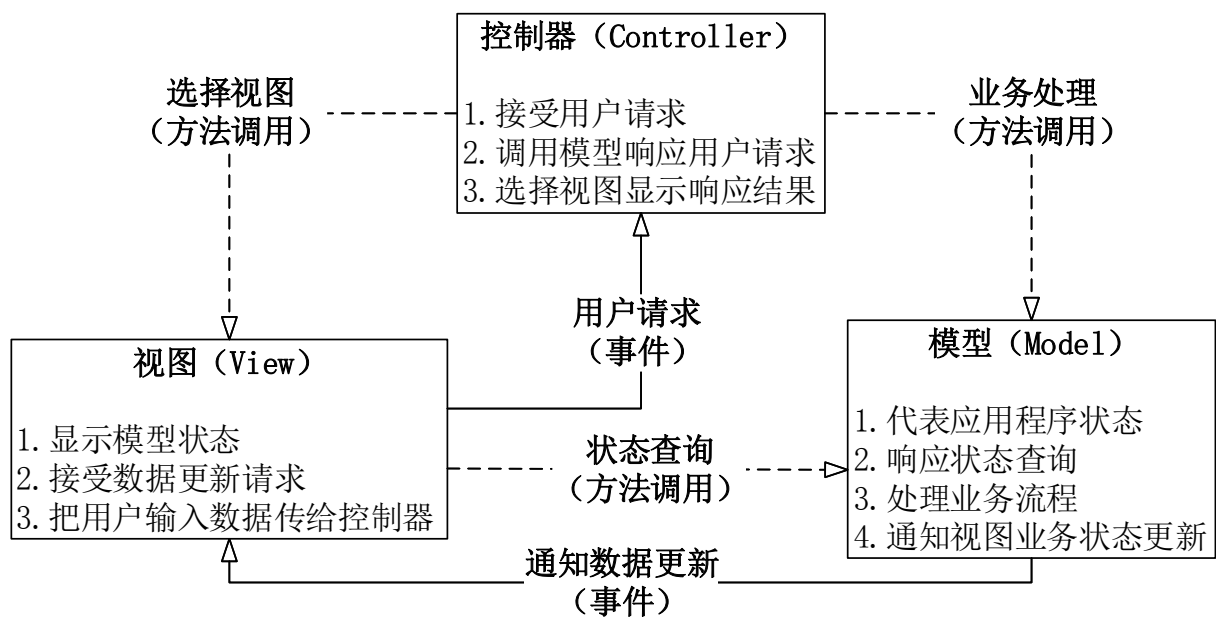 控制器（Controller）
1. 接受用户请求
2. 调用模型响应用户请求
3. 选择视图显示响应结果
选择视图
（方法调用）
业务处理
（方法调用）
用户请求
（事件）
视图（View）
1. 显示模型状态
2. 接受数据更新请求
3. 把用户输入数据传给控制器
状态查询
（方法调用）
模型（Model）
1. 代表应用程序状态
2. 响应状态查询
3. 处理业务流程
4. 通知视图业务状态更新
通知数据更新
（事件）